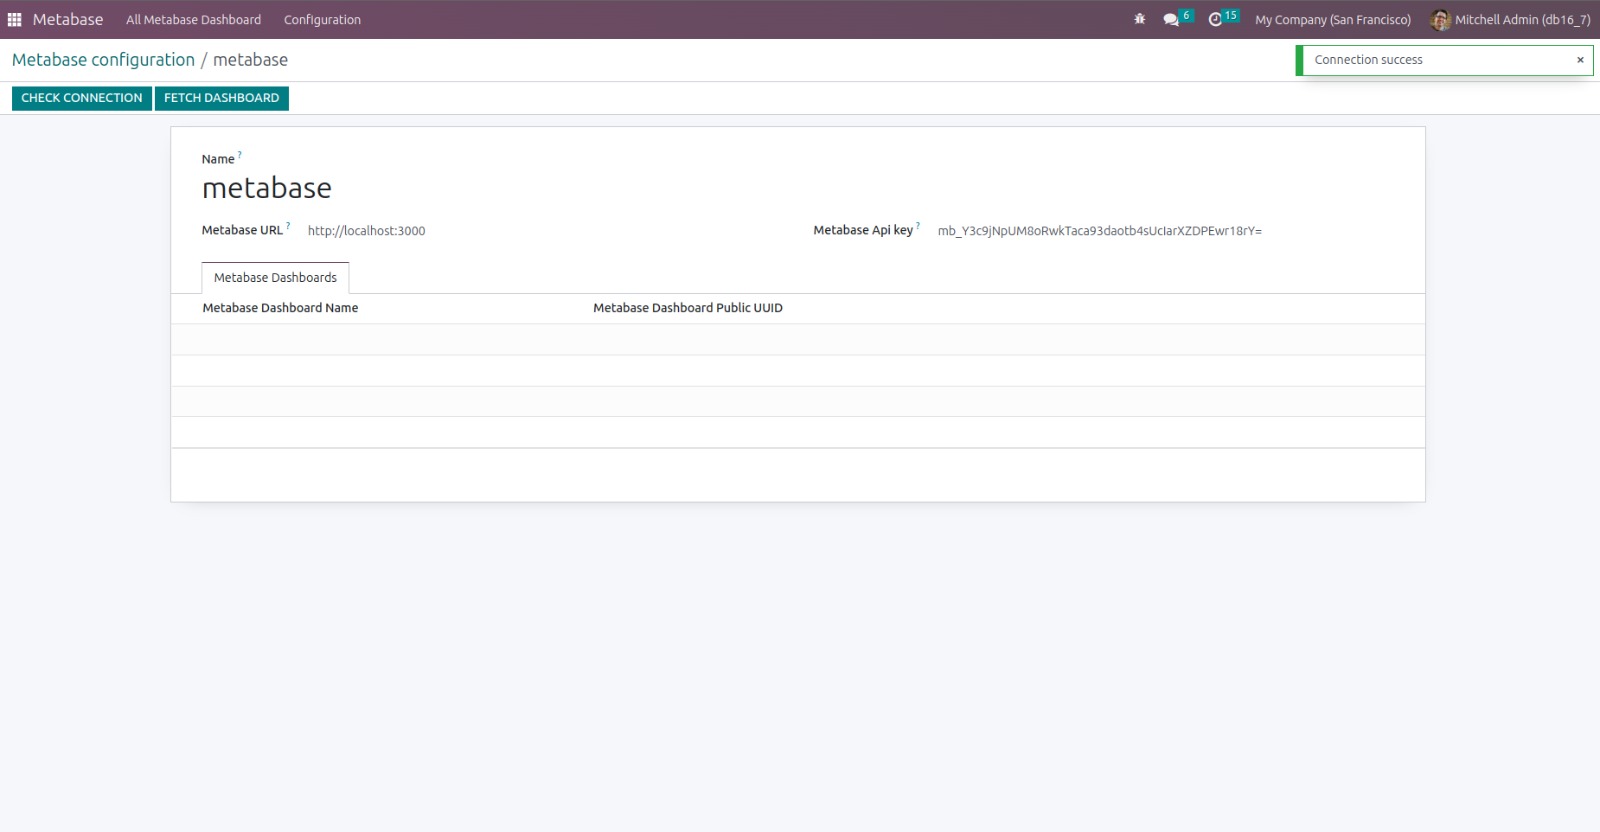 Metabase All Metabase Dashboard Configuration 6 15 My Company (San Francisco) Mitchell Admin (db16_7)
Metabase configuration / metabase
Connection success ×
CHECK CONNECTION FETCH DASHBOARD
Name ?
metabase
Metabase URL ? http://localhost:3000 Metabase Api key ? mb_Y3c9jNpUM8oRwkTaca93daotb4sUcIarXZDPEwr18rY=
Metabase Dashboards
Metabase Dashboard Name Metabase Dashboard Public UUID